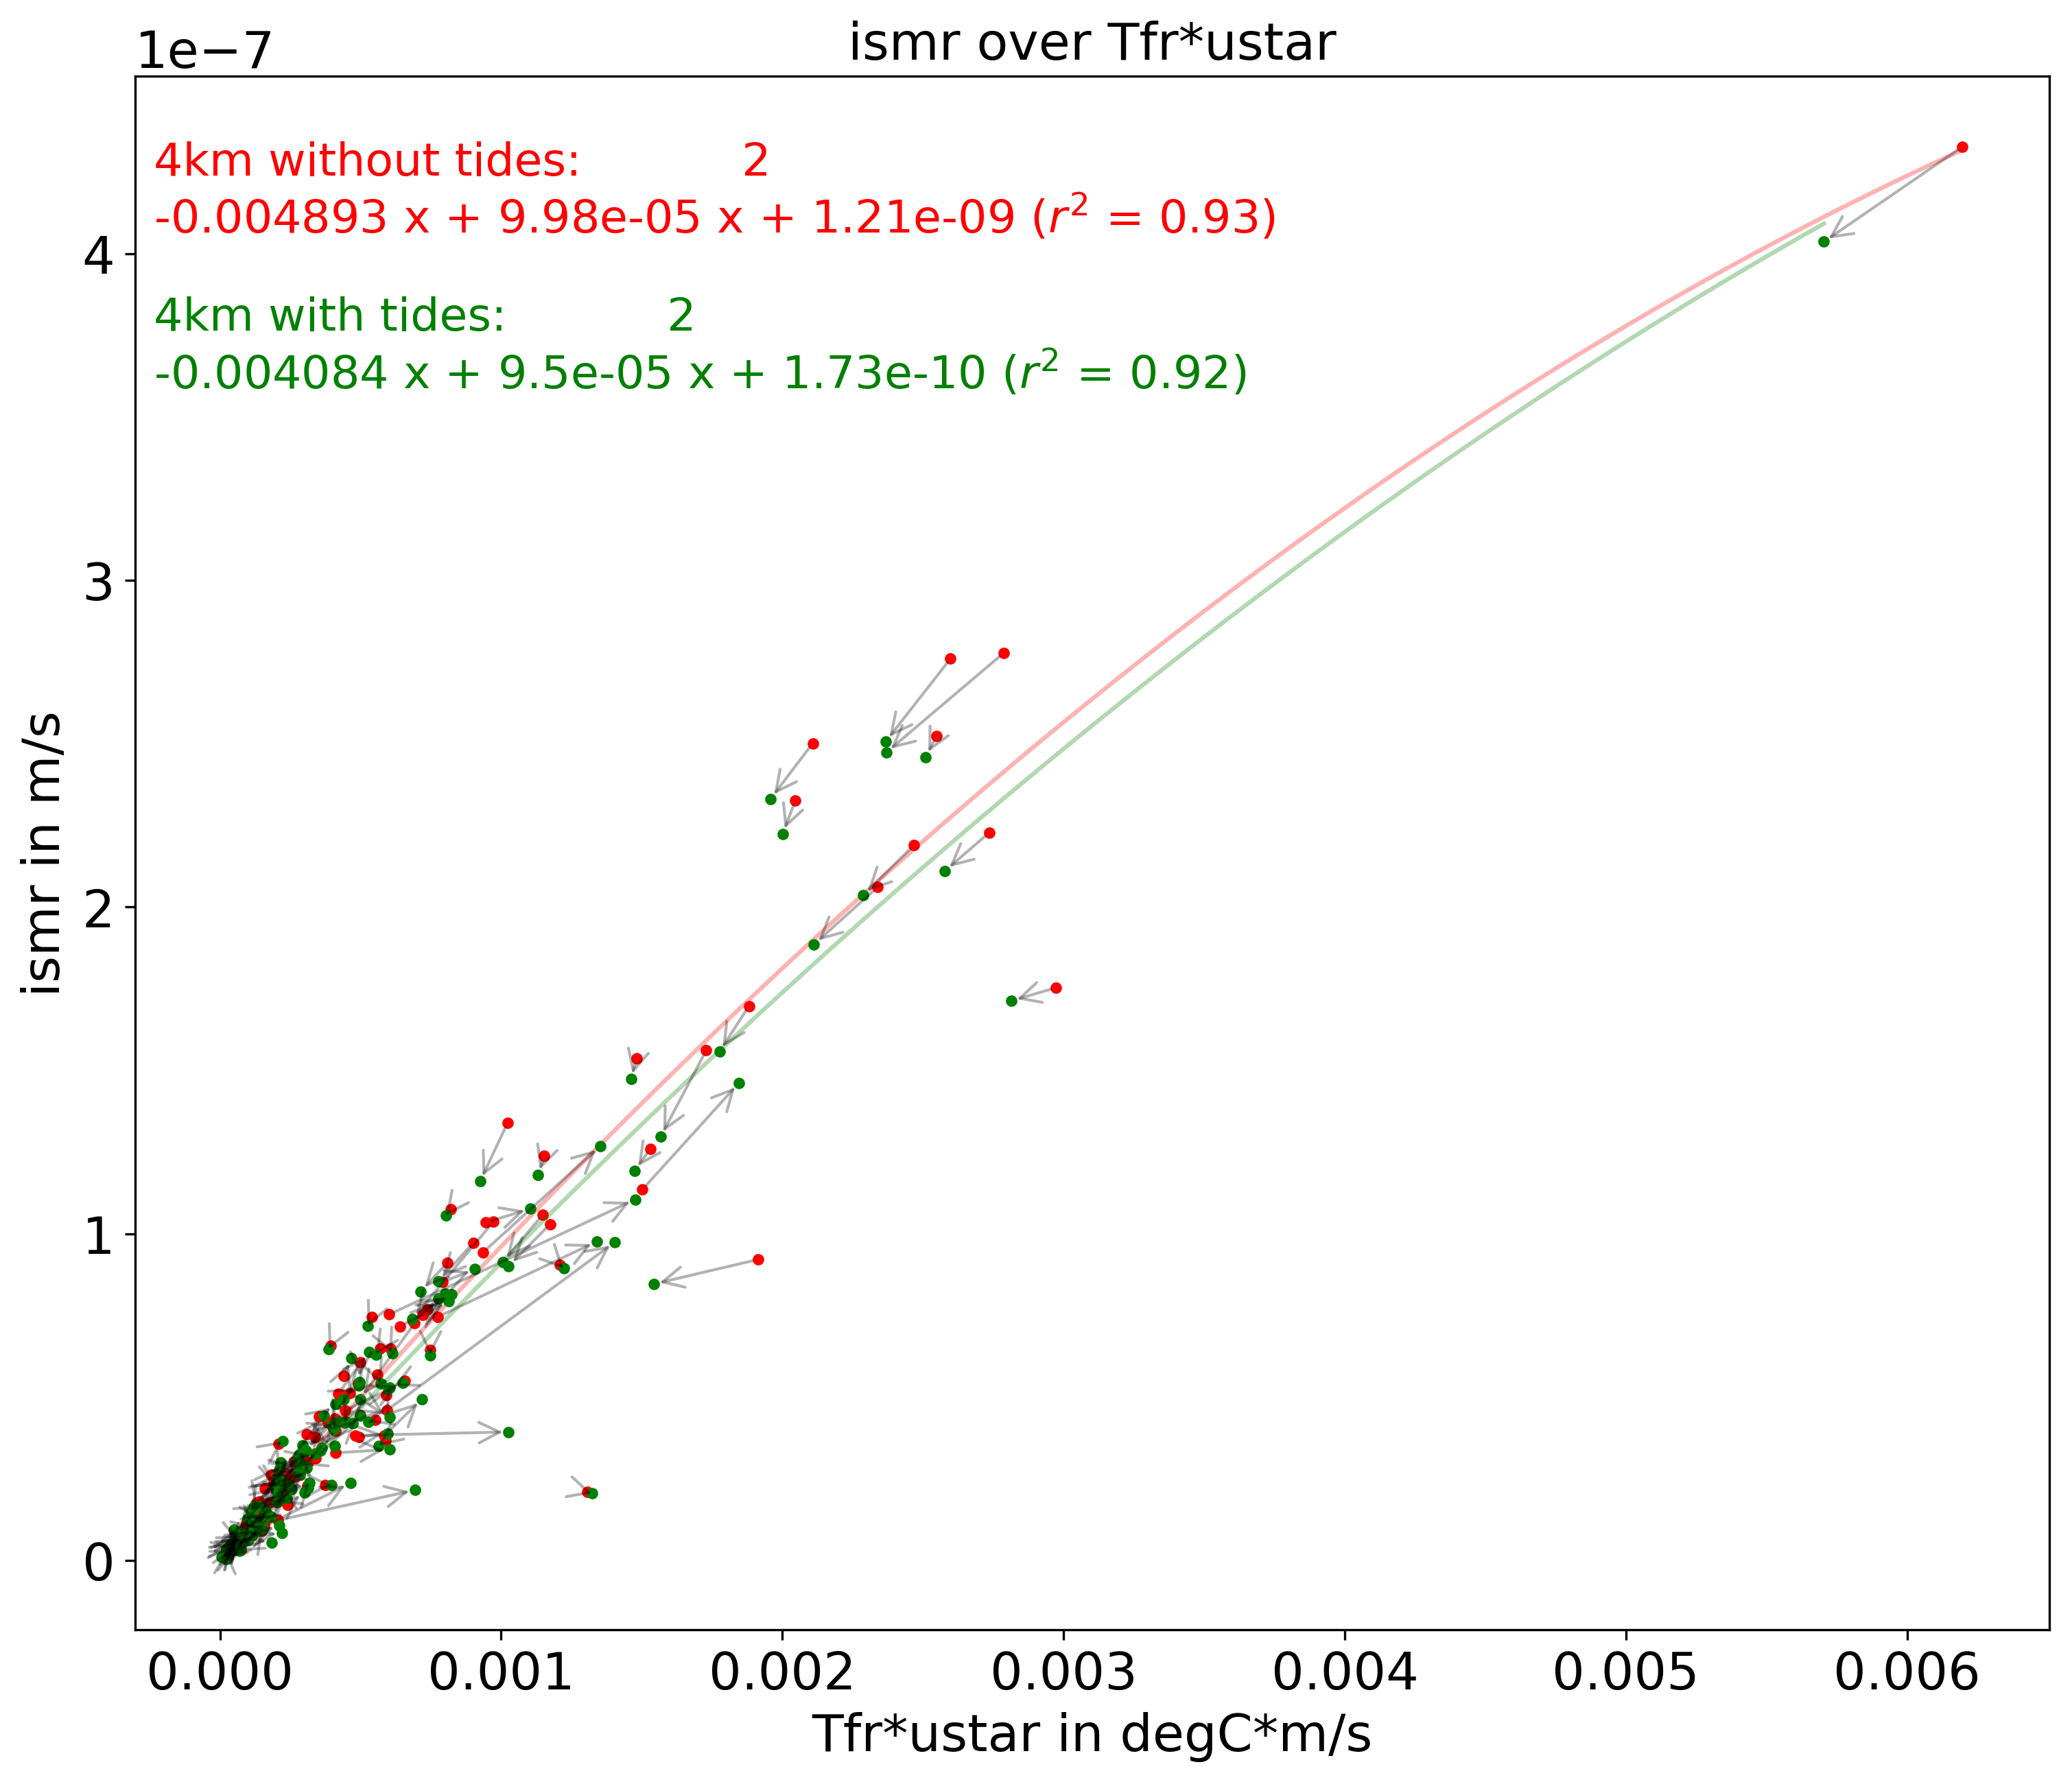 ismr over Tfr*ustar
1e−7
4km without tides: 2
-0.004893 x + 9.98e-05 x + 1.21e-09 (r² = 0.93)
4km with tides: 2
-0.004084 x + 9.5e-05 x + 1.73e-10 (r² = 0.92)
4
3
2
1
0
ismr in m/s
0.000 0.001 0.002 0.003 0.004 0.005 0.006
Tfr*ustar in degC*m/s